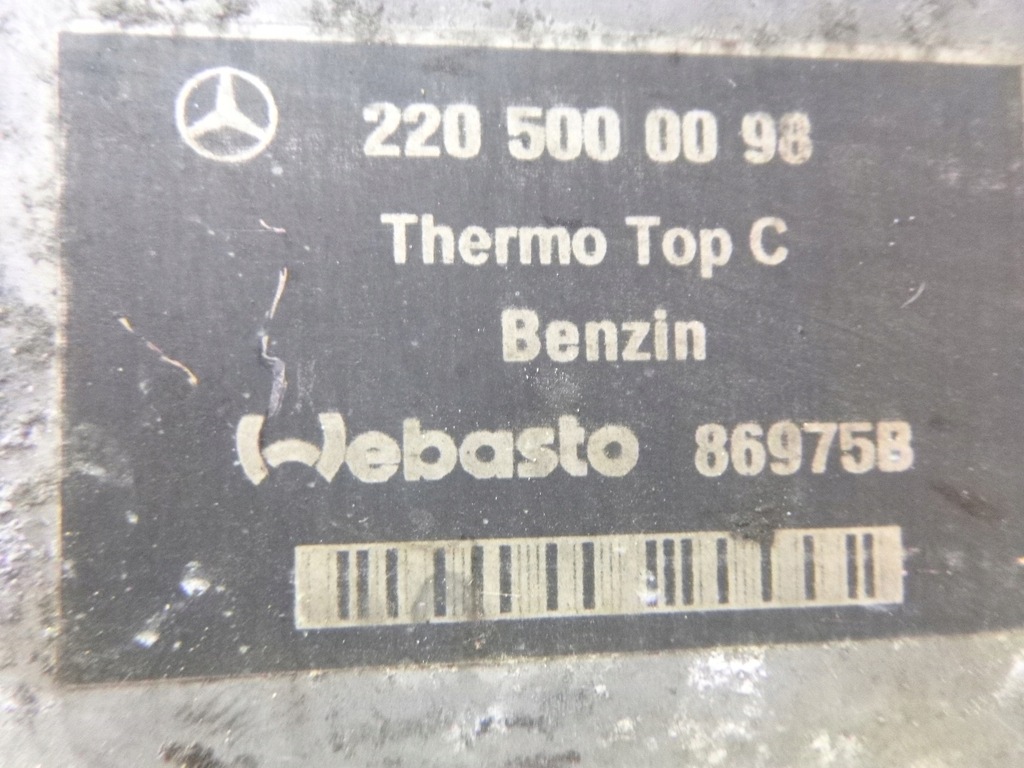 220 500 00 98
Thermo Top C
Benzin
Webasto 86975B